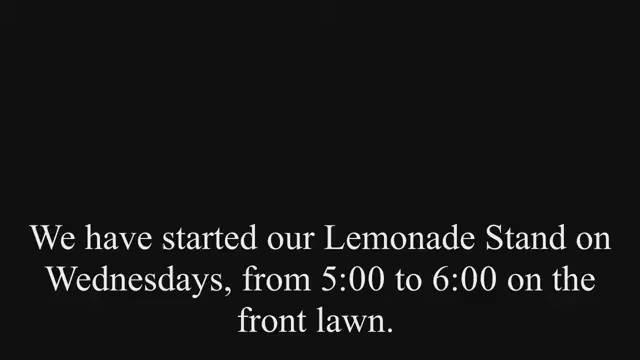 We have started our Lemonade Stand on
Wednesdays, from 5:00 to 6:00 on the
front lawn.